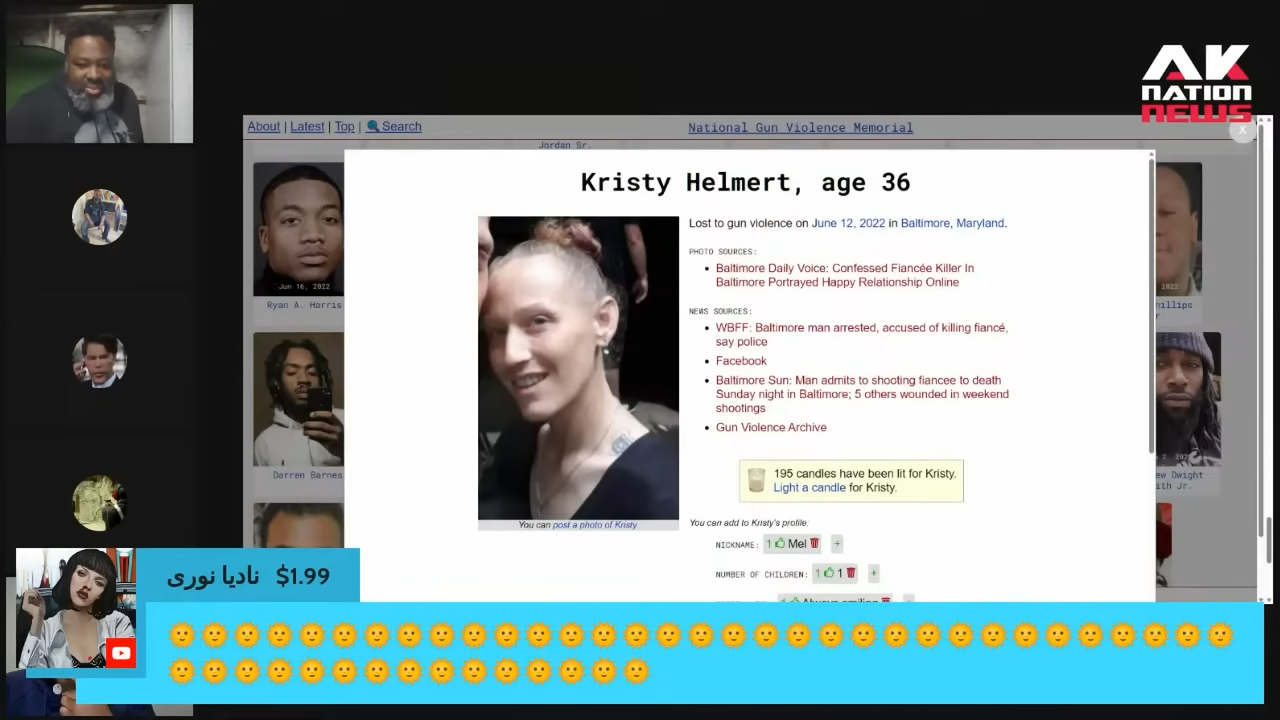 AK
NATION
NEWS
About | Latest | Top | Search
National Gun Violence Memorial
X
Jordan Sr.
Kristy Helmert, age 36
Lost to gun violence on June 12, 2022 in Baltimore, Maryland.
PHOTO SOURCES:
• Baltimore Daily Voice: Confessed Fiancée Killer In
Baltimore Portrayed Happy Relationship Online
NEWS SOURCES:
• WBFF: Baltimore man arrested, accused of killing fiancé,
say police
• Facebook
• Baltimore Sun: Man admits to shooting fiancee to death
Sunday night in Baltimore; 5 others wounded in weekend
shootings
• Gun Violence Archive
195 candles have been lit for Kristy.
Light a candle for Kristy.
You can post a photo of Kristy
You can add to Kristy's profile.
NICKNAME: 1 Mel +
NUMBER OF CHILDREN: 1 1 +
Always smiling
Jun 16, 2022
Ryan A. Harris
Darren Barnes
2022
hillips
2022
ew Dwight
ith Jr.
نادیا نوری $1.99